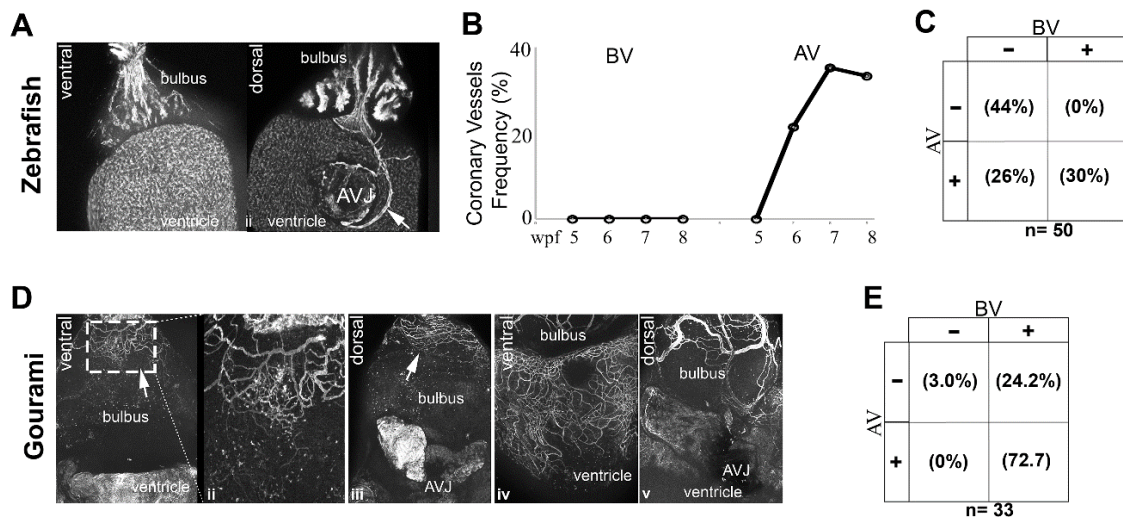 A
Zebrafish
ventral
bulbus
ventricle
ii
dorsal
bulbus
AVJ
ventricle
B
Coronary Vessels
Frequency (%)
40
20
0
BV
AV
wpf 5 6 7 8
5 6 7 8
C
BV
− +
AV
− (44%) (0%)
+ (26%) (30%)
n= 50
D
Gourami
ventral
bulbus
ventricle
ii
dorsal
bulbus
AVJ
iii
ventral
bulbus
ventricle
iv
dorsal
bulbus
AVJ
ventricle
v
E
BV
− +
AV
− (3.0%) (24.2%)
+ (0%) (72.7)
n= 33